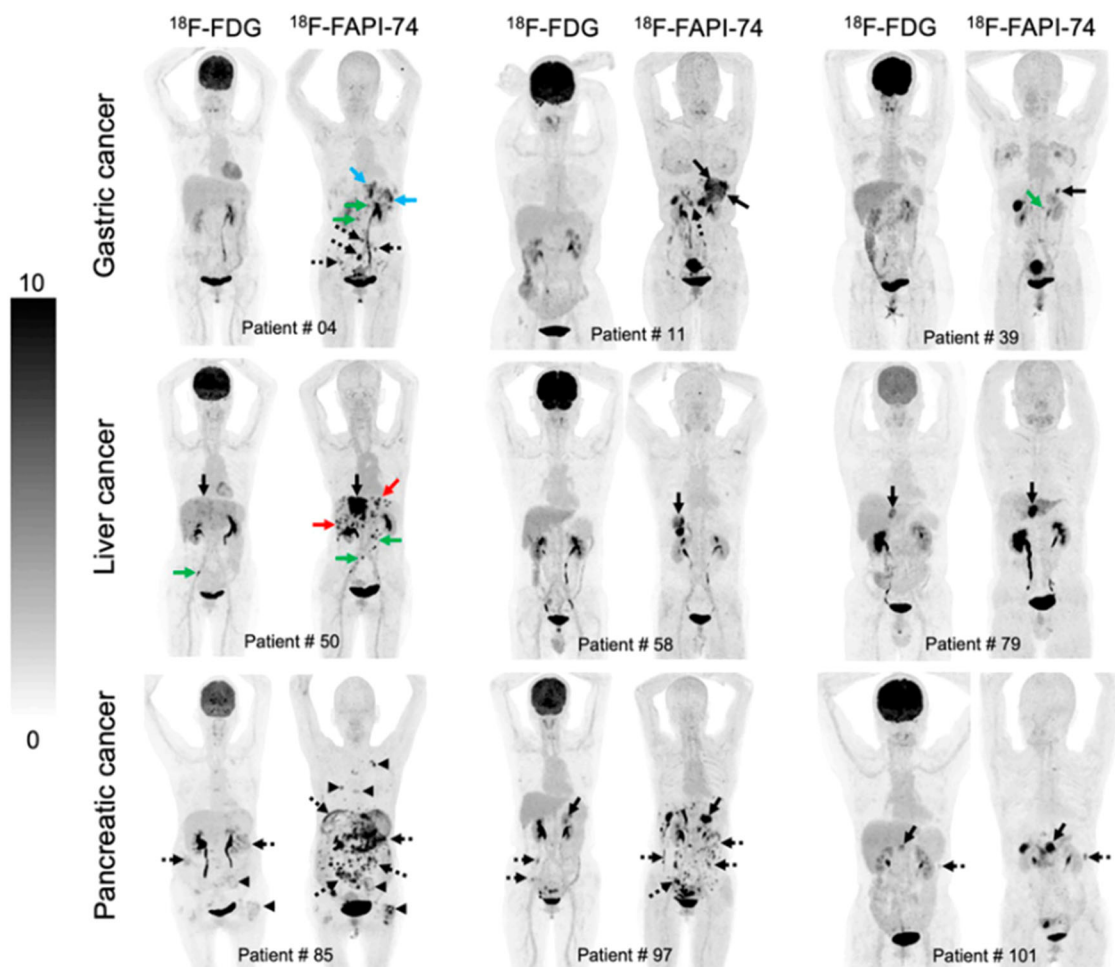 ¹⁸F-FDG ¹⁸F-FAPI-74 ¹⁸F-FDG ¹⁸F-FAPI-74 ¹⁸F-FDG ¹⁸F-FAPI-74
Gastric cancer
Patient # 04 Patient # 11 Patient # 39
10
0
Liver cancer
Patient # 50 Patient # 58 Patient # 79
Pancreatic cancer
Patient # 85 Patient # 97 Patient # 101